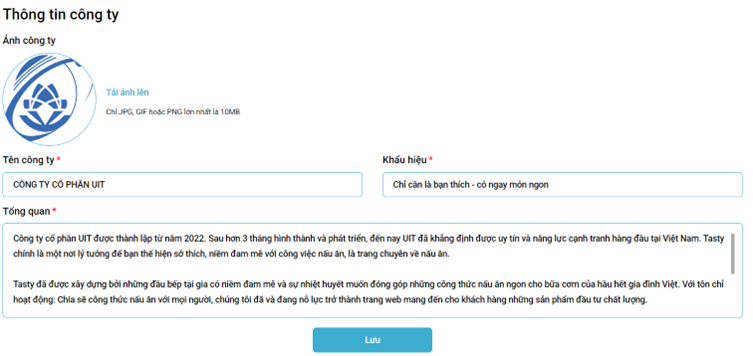 Thông tin công ty
Ảnh công ty
Tải ảnh lên
Chỉ JPG, GIF hoặc PNG lớn nhất là 10MB
Tên công ty *
Khẩu hiệu *
CÔNG TY CỔ PHẦN UIT
Chỉ cần là bạn thích - có ngay món ngon
Tổng quan *
Công ty cổ phần UIT được thành lập từ năm 2022. Sau hơn 3 tháng hình thành và phát triển, đến nay UIT đã khẳng định được uy tín và năng lực cạnh tranh hàng đầu tại Việt Nam. Tasty
chính là một nơi lý tưởng để bạn thể hiện sở thích, niềm đam mê với công việc nấu ăn, là trang chuyên về nấu ăn.
Tasty đã được xây dựng bởi những đầu bếp tại gia có niềm đam mê và sự nhiệt huyết muốn đóng góp những công thức nấu ăn ngon cho bữa cơm của hầu hết gia đình Việt. Với tôn chỉ
hoạt động: Chia sẻ công thức nấu ăn với mọi người, chúng tôi đã và đang nỗ lực trở thành trang web mang đến cho khách hàng những sản phẩm đầu tư chất lượng.
Lưu